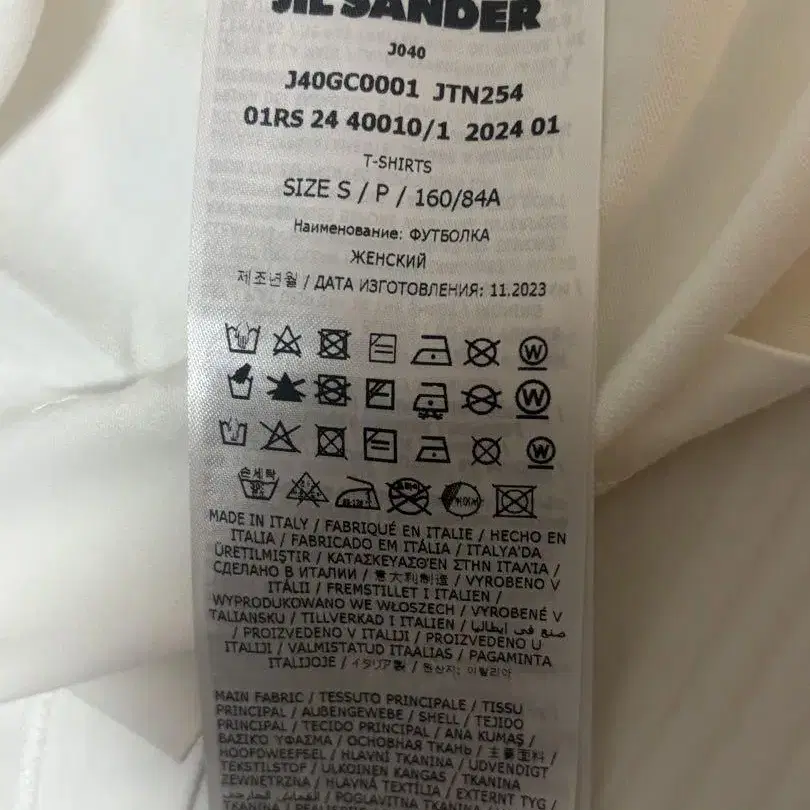 JIL SANDER
J040
J40GC0001 JTN254
01RS 24 40010/1 2024 01
T-SHIRTS
SIZE S / P / 160/84A
Наименование: ФУТБОЛКА
ЖЕНСКИЙ
제조년월 / ДАТА ИЗГОТОВЛЕНИЯ: 11.2023
W
W
W
손세탁
MADE IN ITALY / FABRIQUÉ EN ITALIE / HECHO EN
ITALIA / FABRICADO EM ITÁLIA / ITALYA'DA
ÜRETILMIŞTIR / ΚΑΤΑΣΚΕΥΑΣΘΕΝ ΣΤΗΝ ΙΤΑΛΙΑ /
СДЕЛАНО В ИТАЛИИ / 意大利制造 / VYROBENO V
ITÁLII / FREMSTILLET I ITALIEN /
WYPRODUKOWANO WE WŁOSZECH / VYROBENÉ V
TALIANSKU / TILLVERKAD I ITALIEN / صنع في ايطاليا
/ PROIZVEDENO V ITALIJI / PROIZVEDENO U
ITALIJI / VALMISTATUD ITAALIAS / PAGAMINTA
ITALIJOJE / イタリア製 / 원산지: 이탈리아
MAIN FABRIC / TESSUTO PRINCIPALE / TISSU
PRINCIPAL / AUßENGEWEBE / SHELL / TEJIDO
PRINCIPAL / TECIDO PRINCIPAL / ANA KUMAŞ /
ΒΑΣΙΚΟ ΥΦΑΣΜΑ / ОСНОВНАЯ ТКАНЬ / 主要面料 /
HOOFDWEEFSEL / HLAVNÍ TKANINA / UDVENDIGT
TEKSTILSTOF / ULKOINEN KANGAS / TKANINA
ZEWNĘTRZNA / HLAVNÁ TEXTÍLIA / EXTERNT TYG /
/ POGLAVITNA TKANINA /
TKANINA